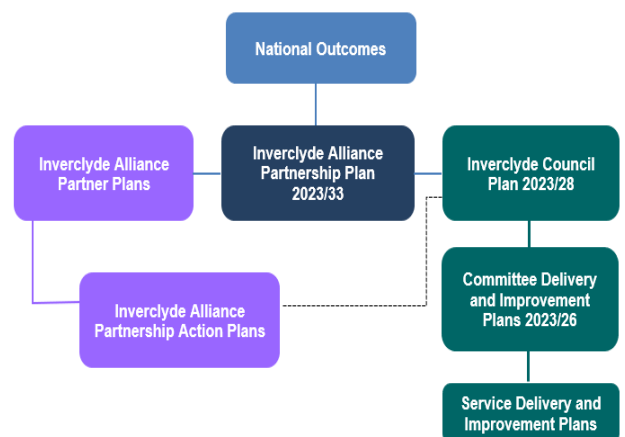 National Outcomes
Inverclyde Alliance
Partner Plans
Inverclyde Alliance
Partnership Plan
2023/33
Inverclyde Council
Plan 2023/28
Committee Delivery
and Improvement
Plans 2023/26
Inverclyde Alliance
Partnership Action Plans
Service Delivery and
Improvement Plans